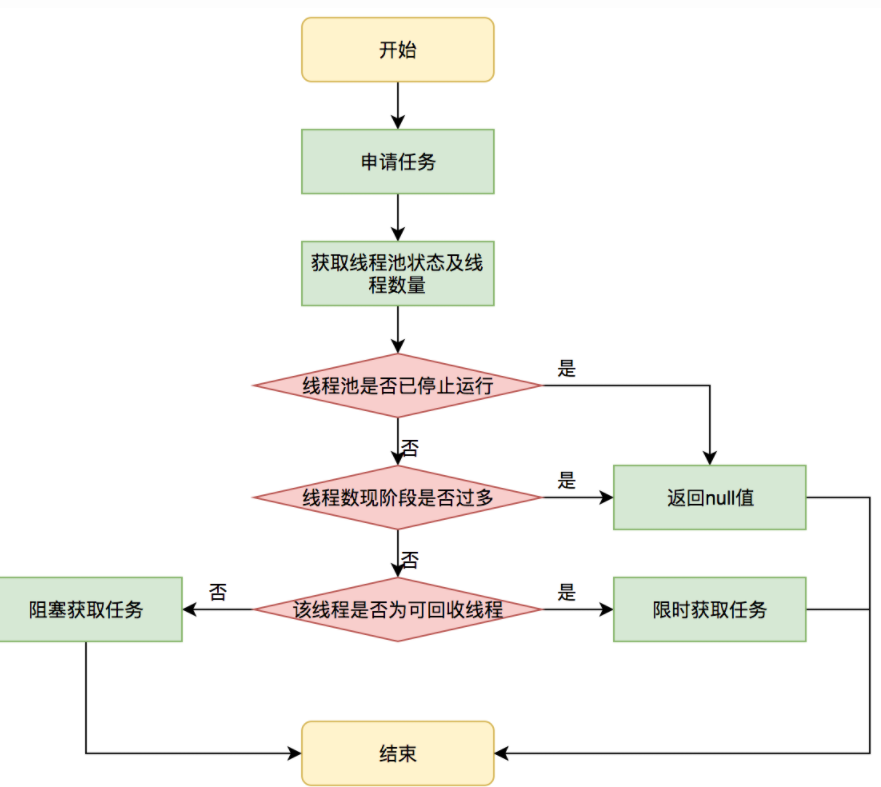 开始
申请任务
获取线程池状态及线
程数量
线程池是否已停止运行
是
否
线程数现阶段是否过多
是
返回null值
否
阻塞获取任务
否
该线程是否为可回收线程
是
限时获取任务
结束